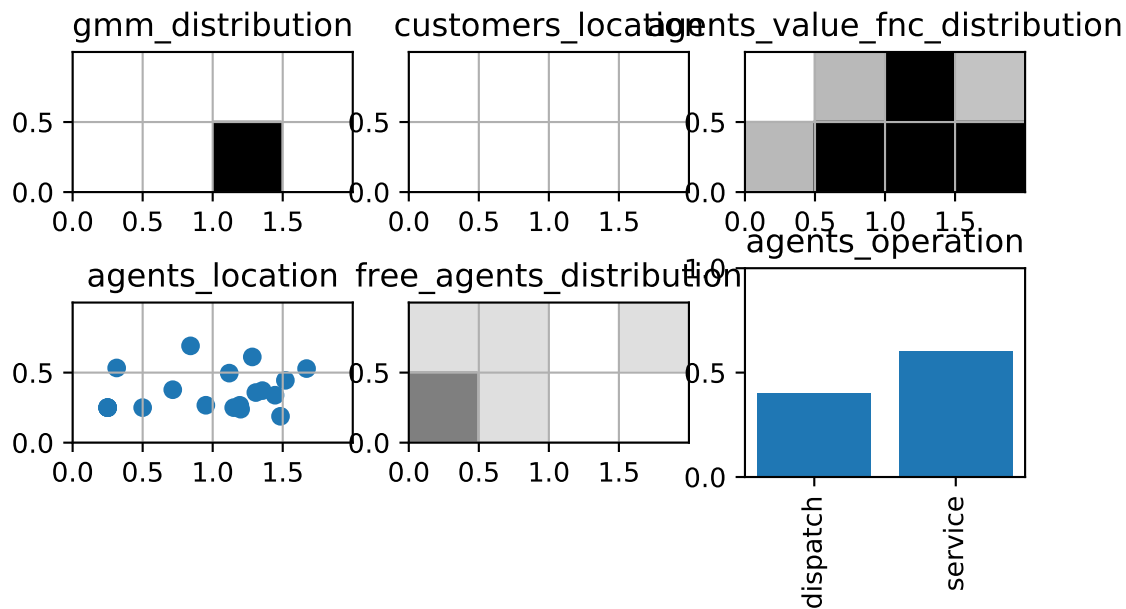 gmm_distribution
customers_location
agents_value_fnc_distribution
0.5
0.0
0.0 0.5 1.0 1.5
0.5
0.0
0.0 0.5 1.0 1.5
0.5
0.0
0.0 0.5 1.0 1.5
agents_location
free_agents_distribution
agents_operation
0.5
0.0
0.0 0.5 1.0 1.5
0.5
0.0
0.0 0.5 1.0 1.5
1.0
0.5
0.0
dispatch
service